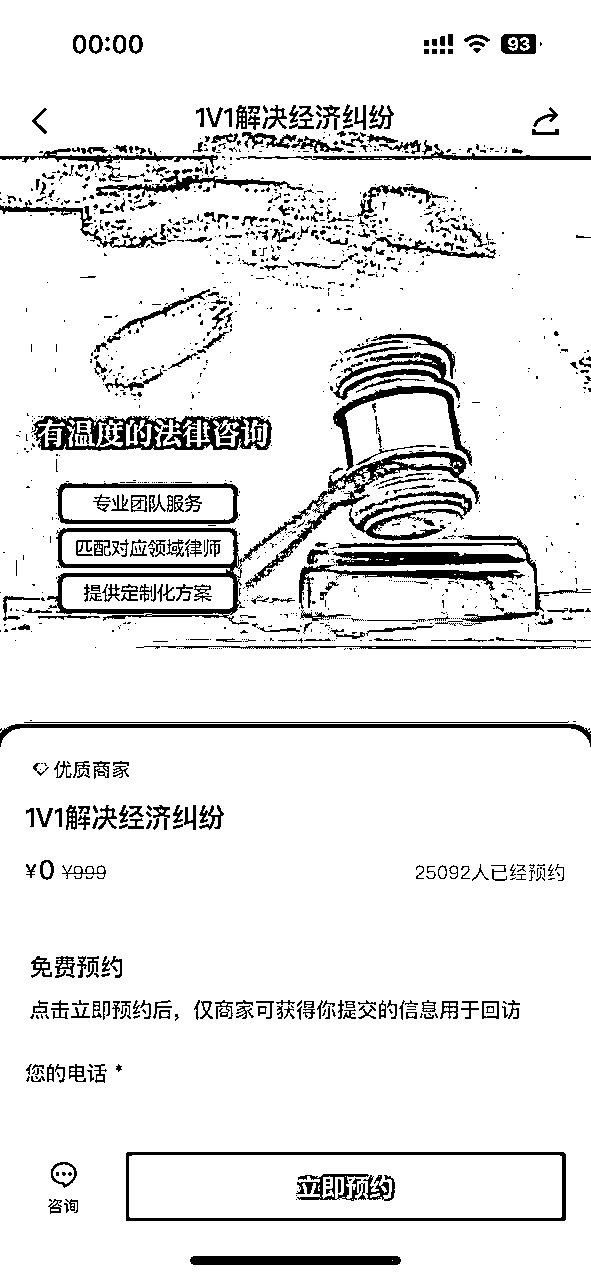 00:00
93
1V1解决经济纠纷
有温度的法律咨询
专业团队服务
匹配对应领域律师
提供定制化方案
优质商家
1V1解决经济纠纷
¥0 ¥999
25092人已经预约
免费预约
点击立即预约后，仅商家可获得你提交的信息用于回访
您的电话 *
咨询
立即预约